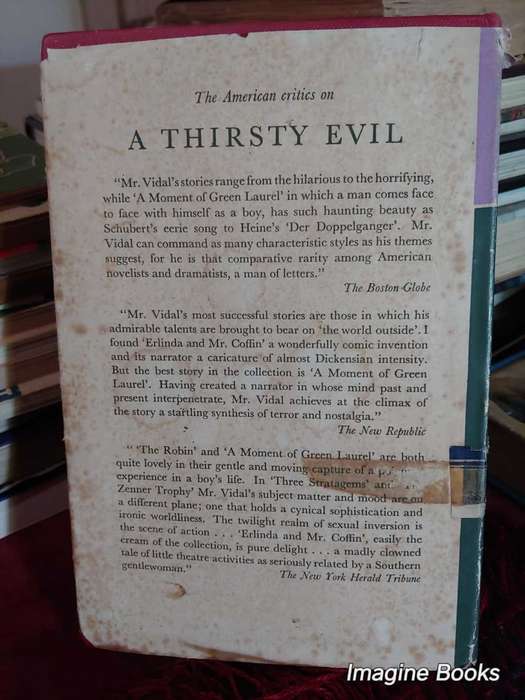 The American critics on
A THIRSTY EVIL
"Mr. Vidal's stories range from the hilarious to the horrifying,
while 'A Moment of Green Laurel' in which a man comes face
to face with himself as a boy, has such haunting beauty as
Schubert's eerie song to Heine's 'Der Doppelganger'. Mr.
Vidal can command as many characteristic styles as his themes
suggest, for he is that comparative rarity among American
novelists and dramatists, a man of letters."
The Boston Globe
"Mr. Vidal's most successful stories are those in which his
admirable talents are brought to bear on 'the world outside'. I
found 'Erlinda and Mr. Coffin' a wonderfully comic invention
and its narrator a caricature of almost Dickensian intensity.
But the best story in the collection is 'A Moment of Green
Laurel'. Having created a narrator in whose mind past and
present interpenetrate, Mr. Vidal achieves at the climax of
the story a startling synthesis of terror and nostalgia."
The New Republic
" 'The Robin' and 'A Moment of Green Laurel' are both
quite lovely in their gentle and moving capture of a
experience in a boy's life. In 'Three Stratagems'
Zenner Trophy' Mr. Vidal's subject matter and mood are on
a different plane; one that holds a cynical sophistication and
ironic worldliness. The twilight realm of sexual inversion is
the scene of action . . . 'Erlinda and Mr. Coffin', easily the
cream of the collection, is pure delight . . . a madly clowned
tale of little theatre activities as seriously related by a Southern
gentlewoman."
The New York Herald Tribune
Imagine Books